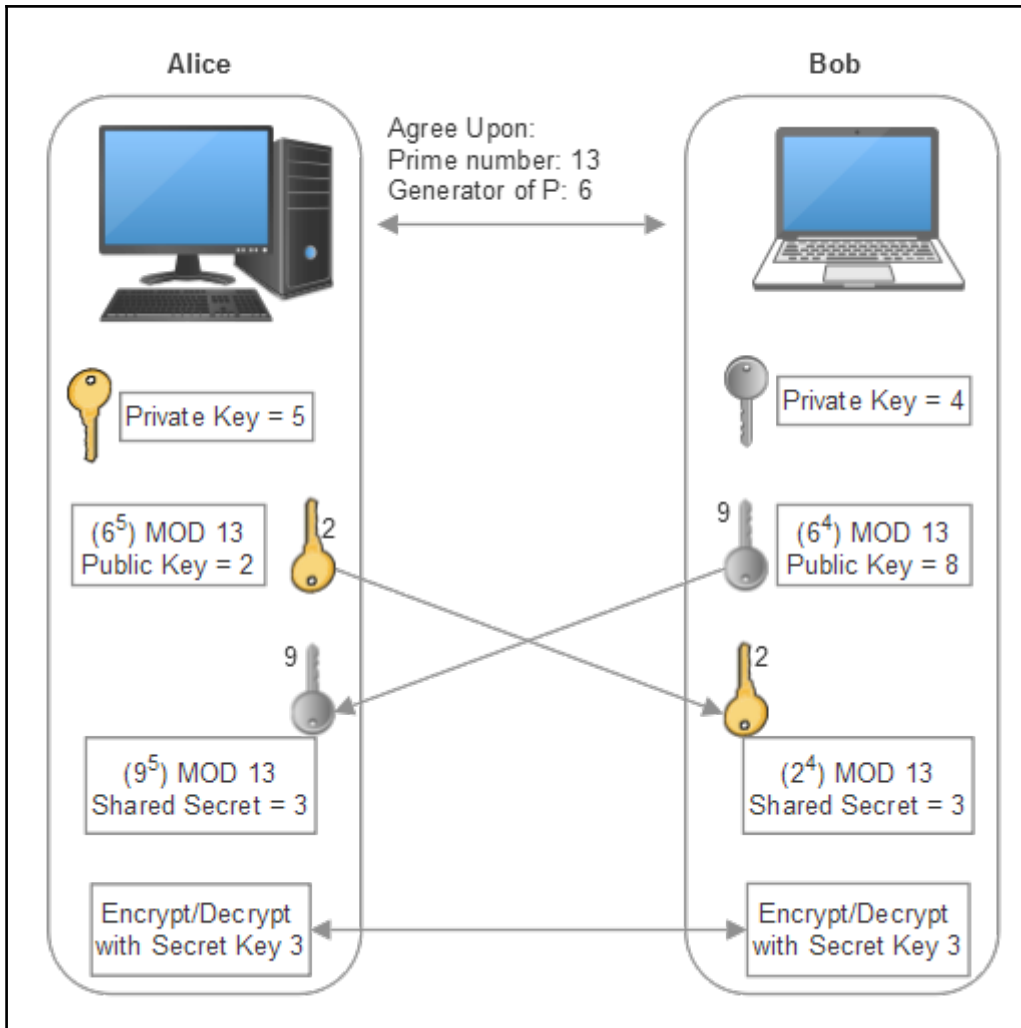 Alice
Bob
Agree Upon:
Prime number: 13
Generator of P: 6
Private Key = 5
Private Key = 4
(6⁵) MOD 13
Public Key = 2
2
9
(6⁴) MOD 13
Public Key = 8
9
2
(9⁵) MOD 13
Shared Secret = 3
(2⁴) MOD 13
Shared Secret = 3
Encrypt/Decrypt
with Secret Key 3
Encrypt/Decrypt
with Secret Key 3